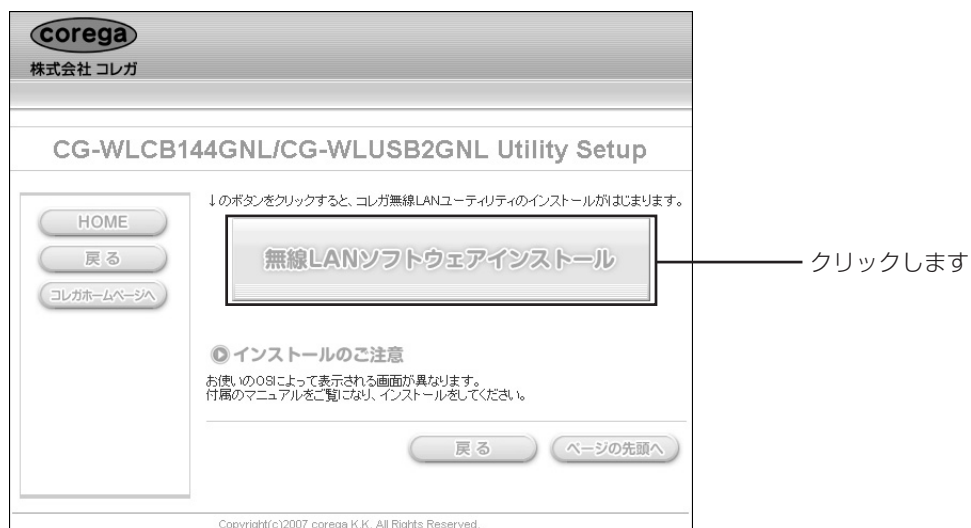 corega
株式会社 コレガ
CG-WLCB144GNL/CG-WLUSB2GNL Utility Setup
HOME
戻る
コレガホームページへ
↓のボタンをクリックすると、コレガ無線LANユーティリティのインストールがはじまります。
無線LANソフトウェアインストール
クリックします
インストールのご注意
お使いのOSによって表示される画面が異なります。
付属のマニュアルをご覧になり、インストールをしてください。
戻る
ページの先頭へ
Copyright(c)2007 corega K.K. All Rights Reserved.